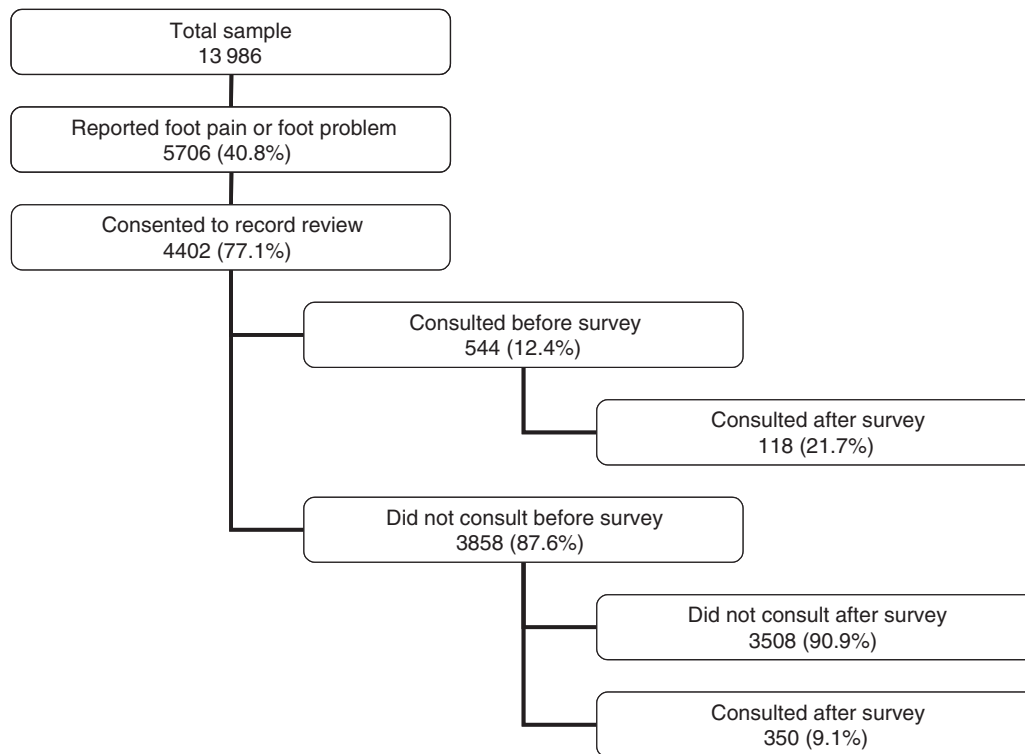 Total sample
13 986
Reported foot pain or foot problem
5706 (40.8%)
Consented to record review
4402 (77.1%)
Consulted before survey
544 (12.4%)
Consulted after survey
118 (21.7%)
Did not consult before survey
3858 (87.6%)
Did not consult after survey
3508 (90.9%)
Consulted after survey
350 (9.1%)